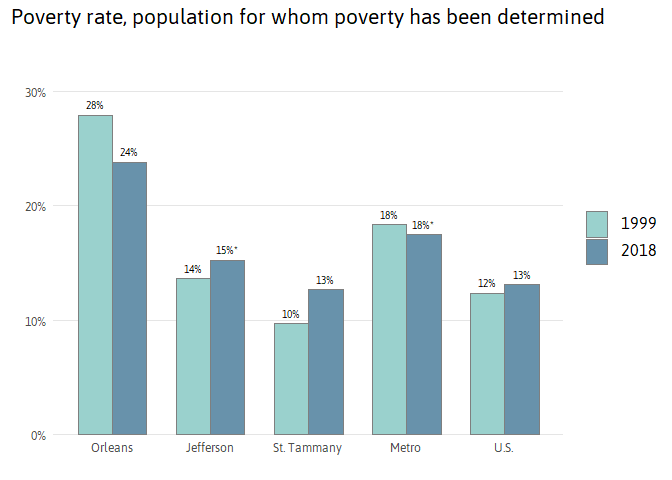 Poverty rate, population for whom poverty has been determined
30%
20%
10%
0%
28%
24%
14%
15%*
10%
13%
18%
18%*
12%
13%
Orleans
Jefferson
St. Tammany
Metro
U.S.
1999
2018